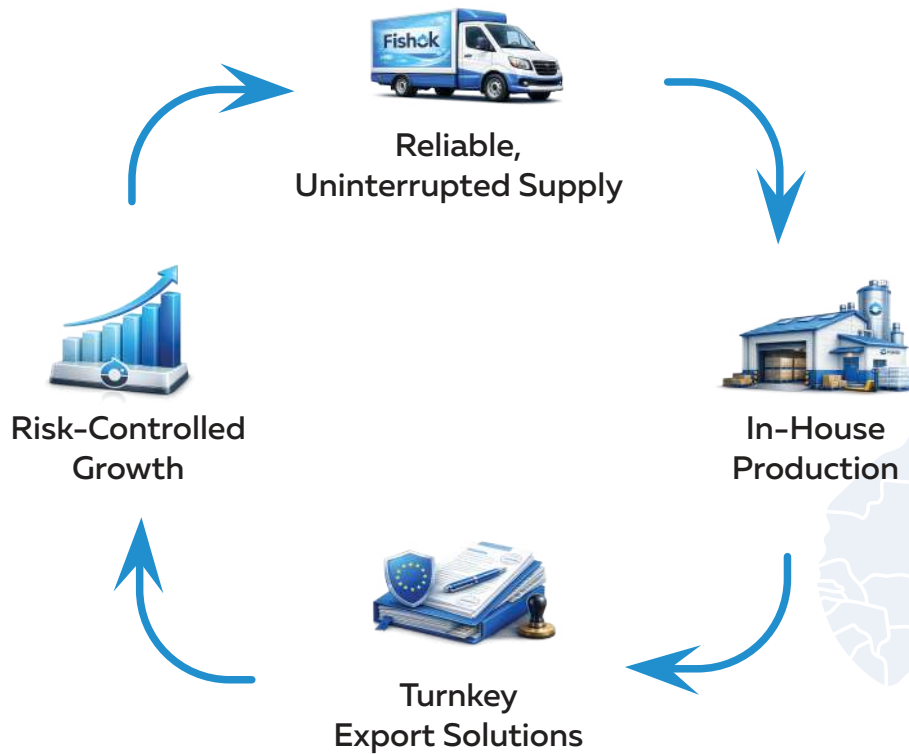 Fishok
Reliable,
Uninterrupted Supply
Risk-Controlled
Growth
In-House
Production
Turnkey
Export Solutions